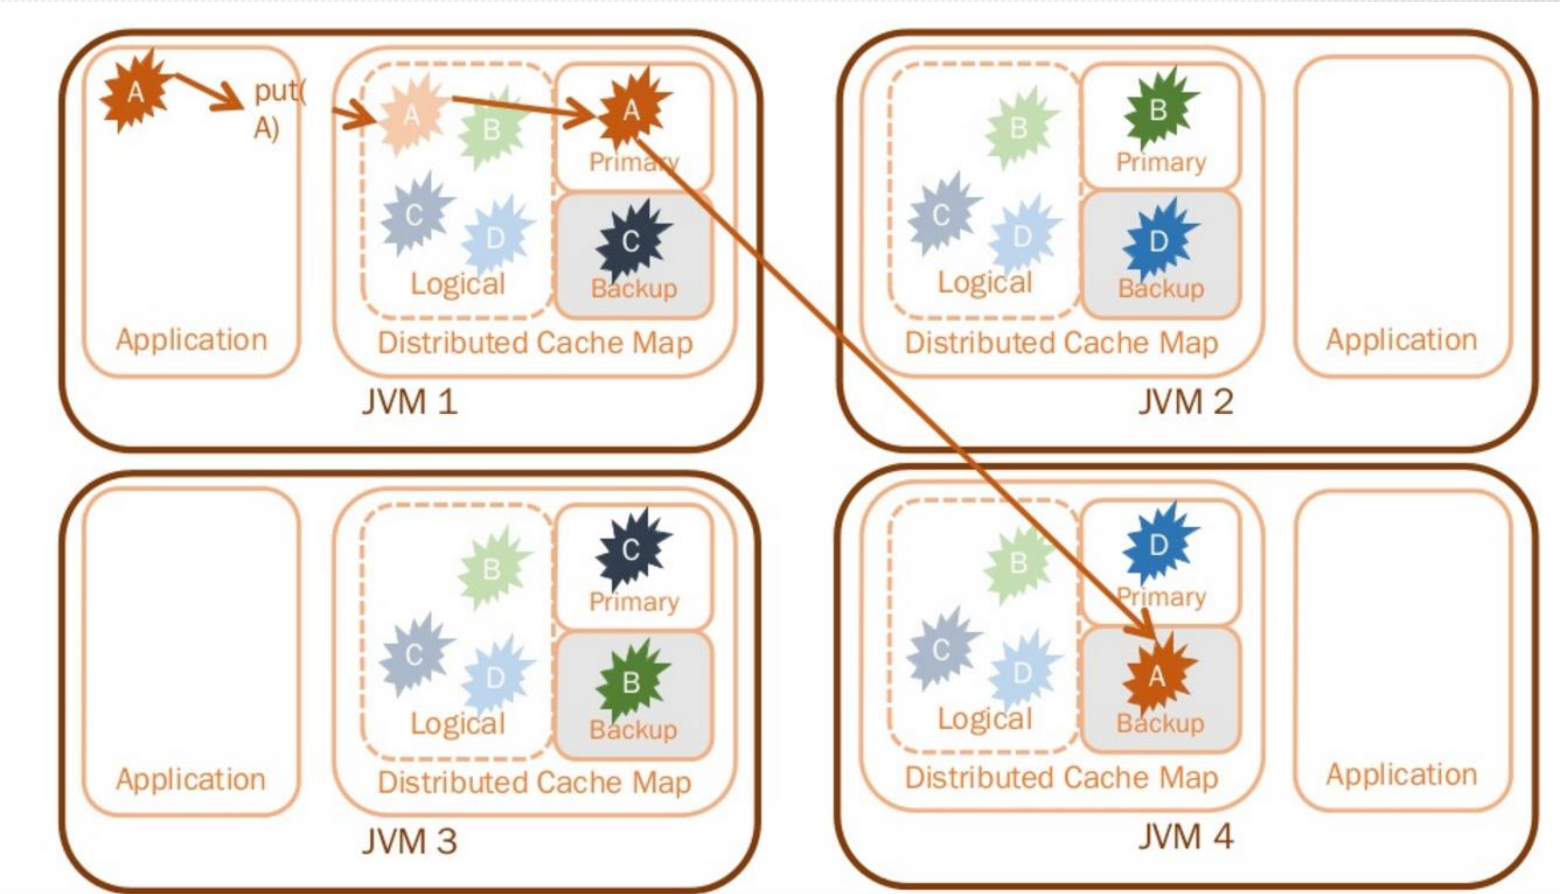 A
put(
A)
Application
A
B
C
D
Logical
A
Primary
C
Backup
Distributed Cache Map
JVM 1
B
C
D
Logical
B
Primary
D
Backup
Distributed Cache Map
Application
JVM 2
Application
B
C
D
Logical
C
Primary
B
Backup
Distributed Cache Map
JVM 3
B
C
D
Logical
D
Primary
A
Backup
Distributed Cache Map
Application
JVM 4